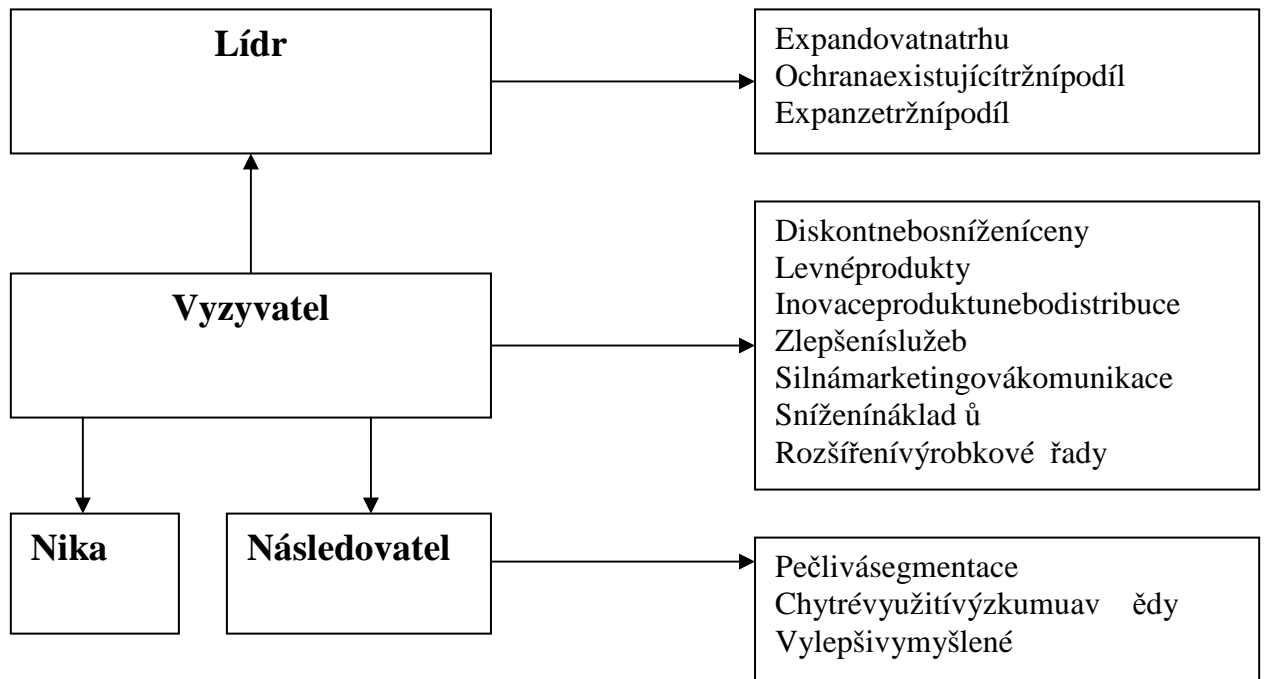 Lídr
Expandovatnatrhu
Ochranaexistujícítržnípodíl
Expanzetržnípodíl
Vyzyvatel
Diskontnebosníženíceny
Levnéprodukty
Inovaceproduktunebodistribuce
Zlepšeníslužeb
Silnámarketingovákomunikace
Sníženínáklad ů
Rozšířenívýrobkové řady
Nika
Následovatel
Pečlivásegmentace
Chytrévyužitívýzkumuav ědy
Vylepšivymyšlené